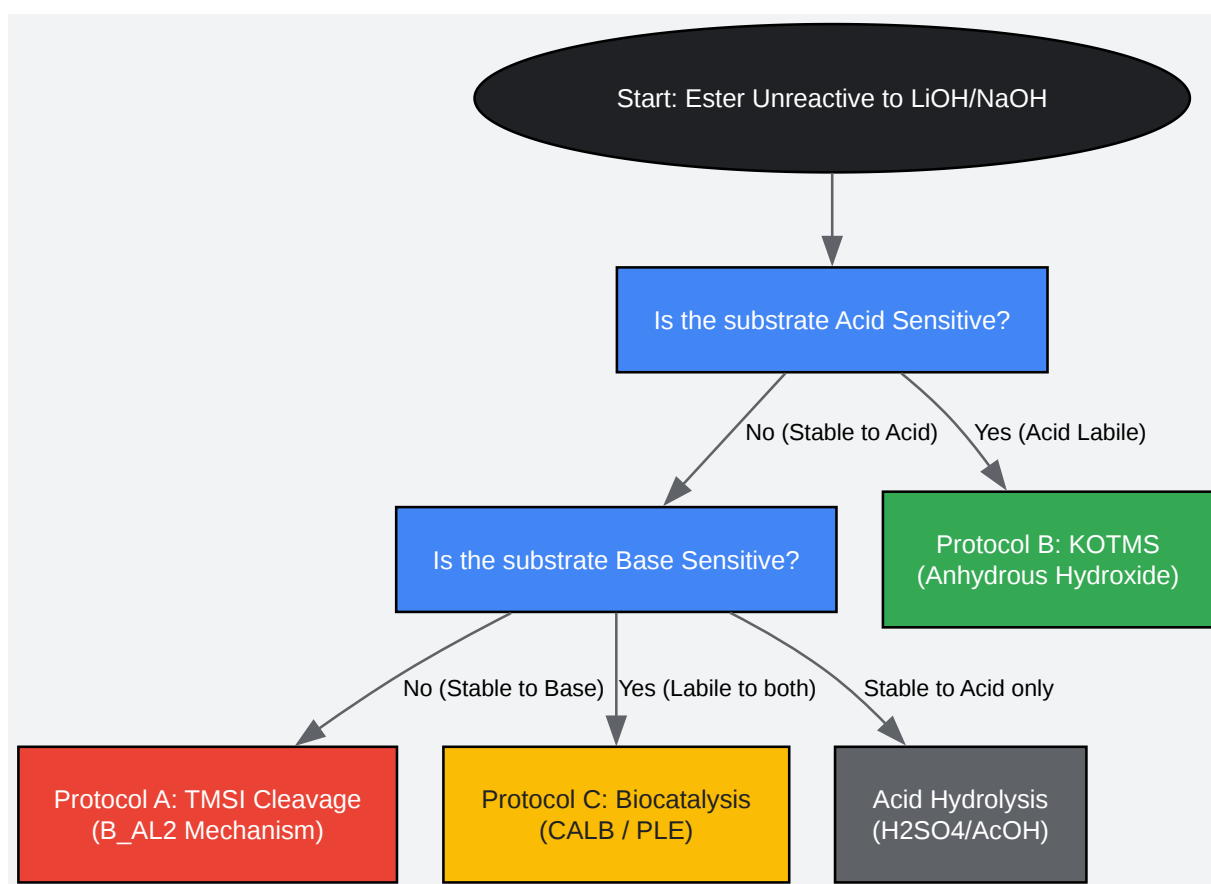 Start: Ester Unreactive to LiOH/NaOH
Is the substrate Acid Sensitive?
No (Stable to Acid)
Yes (Acid Labile)
Protocol B: KOTMS
(Anhydrous Hydroxide)
Is the substrate Base Sensitive?
No (Stable to Base)
Yes (Labile to both)
Stable to Acid only
Protocol A: TMSI Cleavage
(B_AL2 Mechanism)
Protocol C: Biocatalysis
(CALB / PLE)
Acid Hydrolysis
(H2SO4/AcOH)